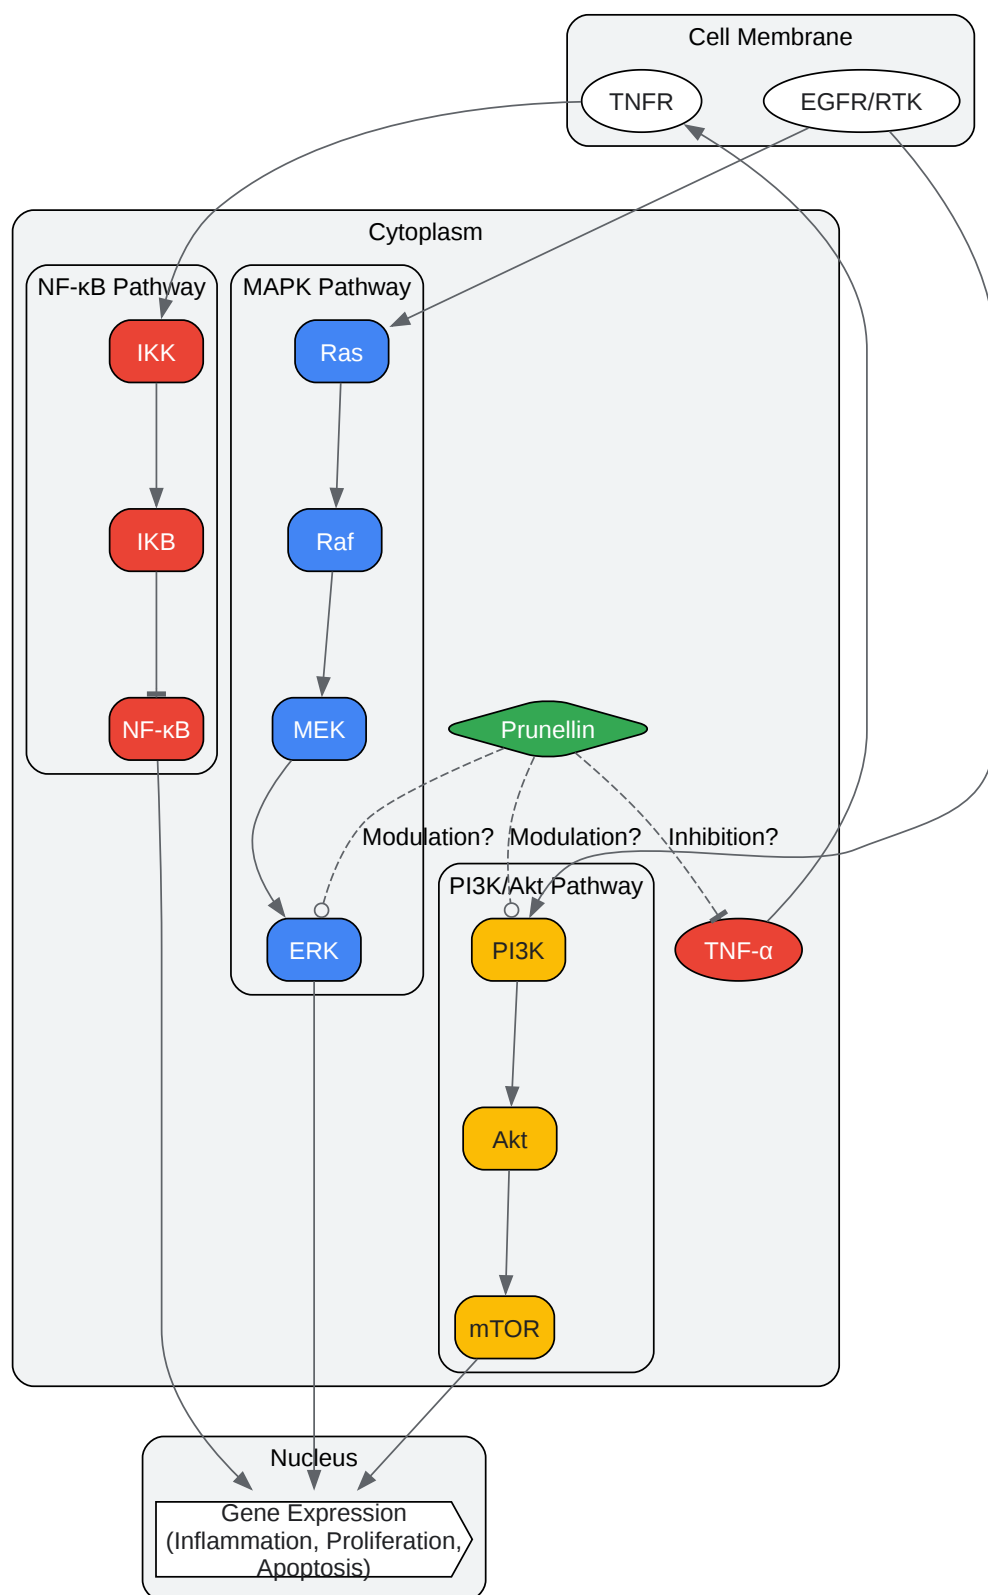 Cell Membrane
TNFR
EGFR/RTK
Cytoplasm
NF-κB Pathway
MAPK Pathway
IKK
Ras
IKB
Raf
NF-κB
MEK
Prunellin
Modulation?
Modulation?
Inhibition?
PI3K/Akt Pathway
ERK
PI3K
TNF-α
Akt
mTOR
Nucleus
Gene Expression
(Inflammation, Proliferation,
Apoptosis)